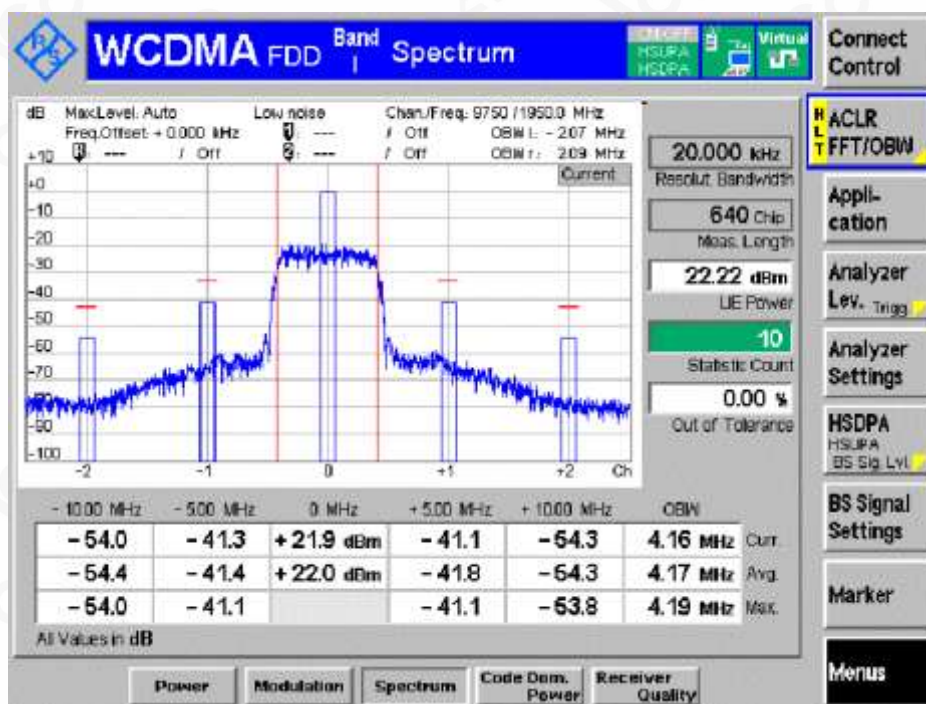 WCDMA FDD Band I Spectrum
HSUPA
HSDPA
Virtual
Connect Control
dB Max.Level: Auto Low noise Chan./Freq.: 9750 / 1950.0 MHz
Freq.Offset: + 0.000 kHz 1: --- / Off OBW l: - 2.07 MHz
--- / Off 2: --- / Off OBW r: 2.09 MHz
Current
+10
±0
-10
-20
-30
-40
-50
-60
-70
-90
-100
-2 -1 0 +1 +2 Ch
20.000 kHz
Resolut. Bandwidth
640 Chip
Meas. Length
22.22 dBm
UE Power
10
Statistic Count
0.00 %
Out of Tolerance
- 10.00 MHz - 5.00 MHz 0 MHz + 5.00 MHz + 10.00 MHz OBW
- 54.0 - 41.3 + 21.9 dBm - 41.1 - 54.3 4.16 MHz Curr.
- 54.4 - 41.4 + 22.0 dBm - 41.8 - 54.3 4.17 MHz Avg.
- 54.0 - 41.1 - 41.1 - 53.8 4.19 MHz Max.
All Values in dB
Power
Modulation
Spectrum
Code Dom. Power
Receiver Quality
H L T
ACLR
FFT/OBW
Appli-
cation
Analyzer
Lev. Trigg
Analyzer
Settings
HSDPA
HSUPA
BS Sig. Lvl.
BS Signal
Settings
Marker
Menus